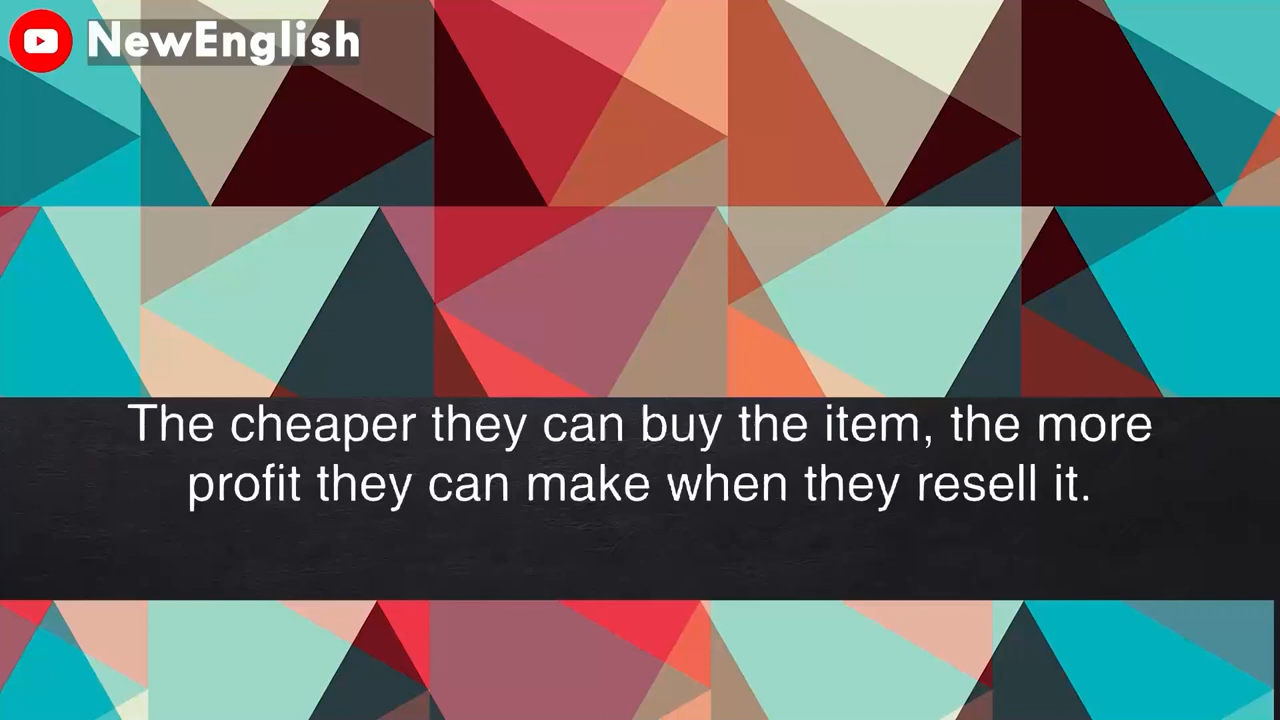 NewEnglish
The cheaper they can buy the item, the more
profit they can make when they resell it.